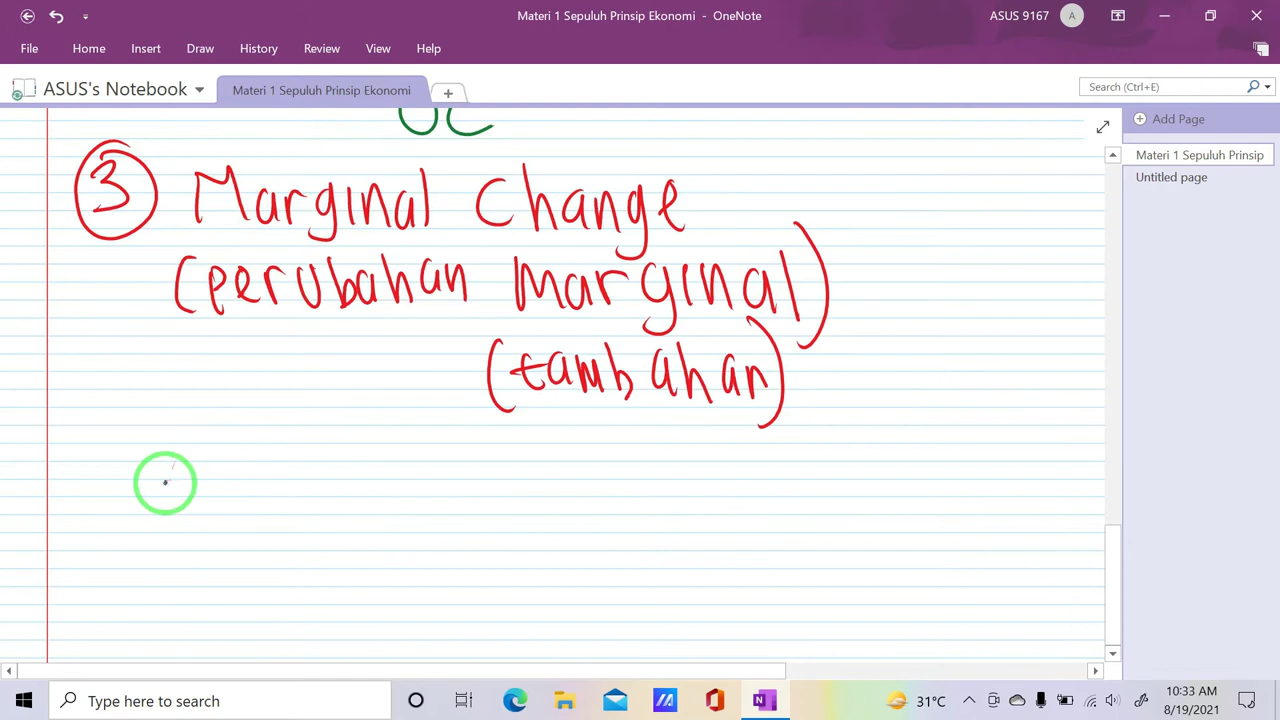 Materi 1 Sepuluh Prinsip Ekonomi - OneNote
ASUS 9167
A
File Home Insert Draw History Review View Help
ASUS's Notebook
Materi 1 Sepuluh Prinsip Ekonomi
Search (Ctrl+E)
Add Page
Materi 1 Sepuluh Prinsip
Untitled page
OC
3 Marginal Change
(perubahan Marginal)
(tambahan)
Type here to search
31°C
10:33 AM
8/19/2021